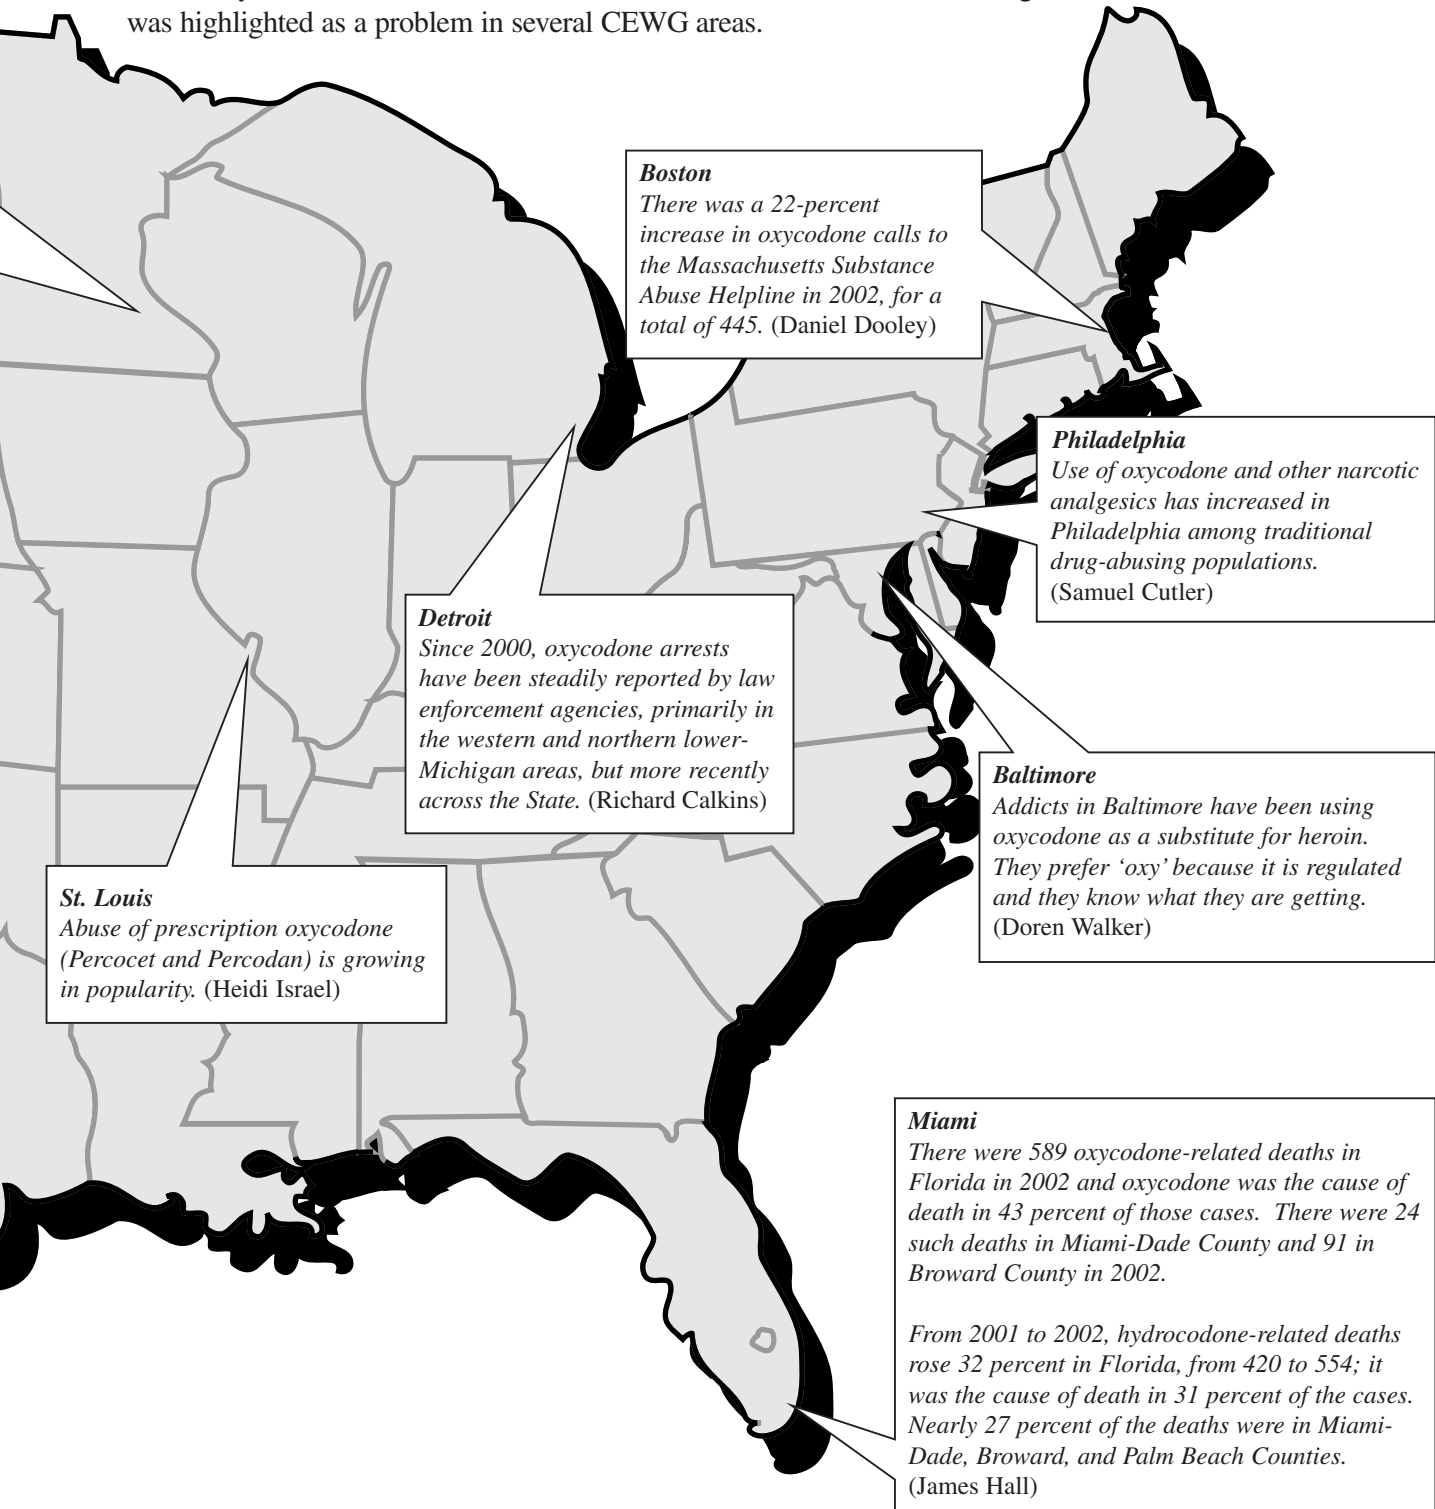 was highlighted as a problem in several CEWG areas.
Boston
There was a 22-percent
increase in oxycodone calls to
the Massachusetts Substance
Abuse Helpline in 2002, for a
total of 445. (Daniel Dooley)
Philadelphia
Use of oxycodone and other narcotic
analgesics has increased in
Philadelphia among traditional
drug-abusing populations.
(Samuel Cutler)
Detroit
Since 2000, oxycodone arrests
have been steadily reported by law
enforcement agencies, primarily in
the western and northern lower-
Michigan areas, but more recently
across the State. (Richard Calkins)
Baltimore
Addicts in Baltimore have been using
oxycodone as a substitute for heroin.
They prefer ‘oxy’ because it is regulated
and they know what they are getting.
(Doren Walker)
St. Louis
Abuse of prescription oxycodone
(Percocet and Percodan) is growing
in popularity. (Heidi Israel)
Miami
There were 589 oxycodone-related deaths in
Florida in 2002 and oxycodone was the cause of
death in 43 percent of those cases.  There were 24
such deaths in Miami-Dade County and 91 in
Broward County in 2002.
From 2001 to 2002, hydrocodone-related deaths
rose 32 percent in Florida, from 420 to 554; it
was the cause of death in 31 percent of the cases.
Nearly 27 percent of the deaths were in Miami-
Dade, Broward, and Palm Beach Counties.
(James Hall)